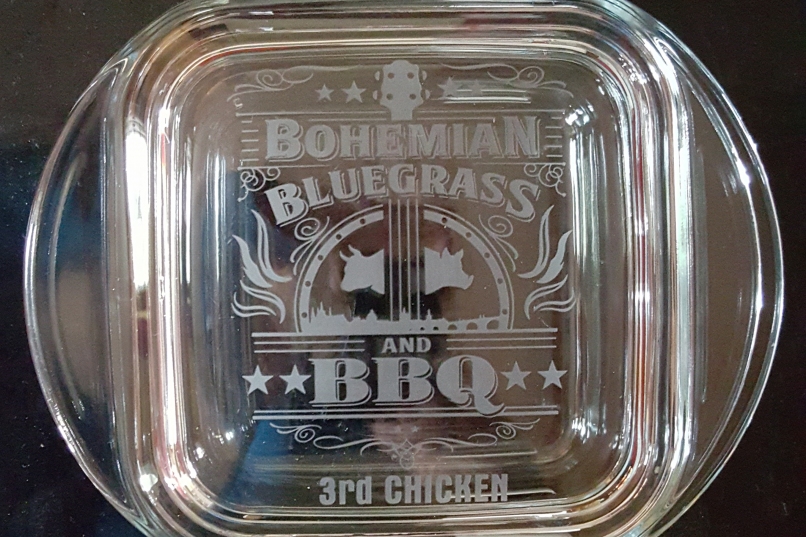 BOHEMIAN
BLUEGRASS
AND
BBQ
3rd CHICKEN